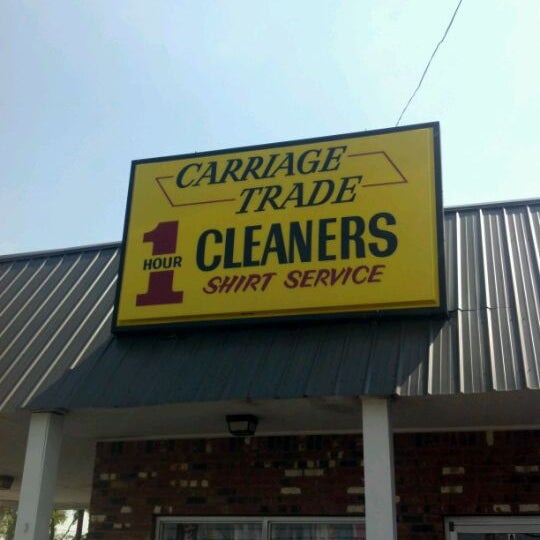 CARRIAGE
TRADE
1 HOUR
CLEANERS
SHIRT SERVICE